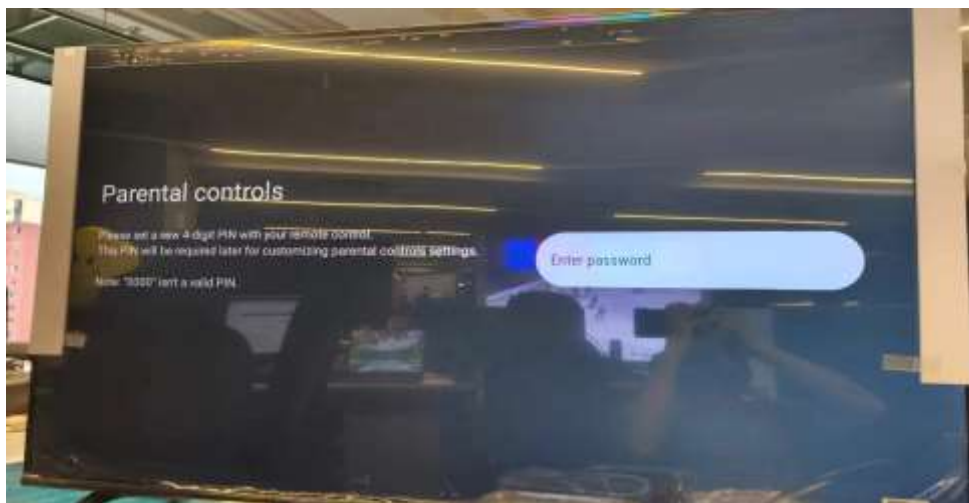 Parental controls
Please set a new 4-digit PIN with your remote control.
This PIN will be required later for customizing parental controls settings.
Note: "0000" isn't a valid PIN.
Enter password